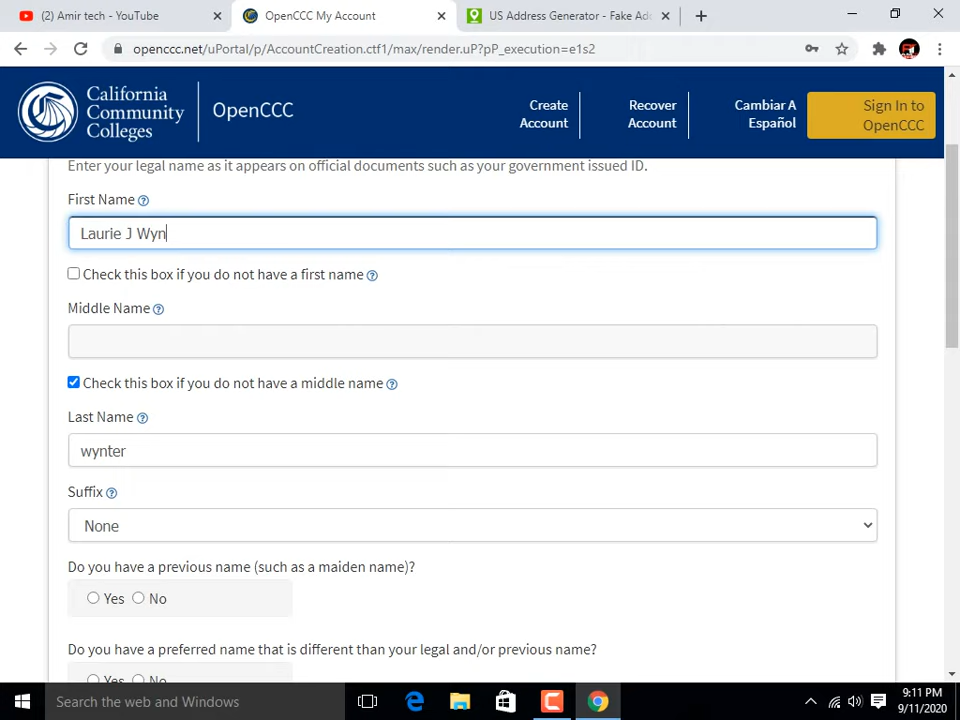 (2) Amir tech - YouTube
OpenCCC My Account
US Address Generator - Fake Ad
openccc.net/uPortal/p/AccountCreation.ctf1/max/render.uP?pP_execution=e1s2
California
Community
Colleges
OpenCCC
Create
Account
Recover
Account
Cambiar A
Español
Sign In to
OpenCCC
Enter your legal name as it appears on official documents such as your government issued ID.
First Name
Laurie J Wyn
Check this box if you do not have a first name
Middle Name
Check this box if you do not have a middle name
Last Name
wynter
Suffix
None
Do you have a previous name (such as a maiden name)?
Yes No
Do you have a preferred name that is different than your legal and/or previous name?
Yes No
Search the web and Windows
9:11 PM
9/11/2020